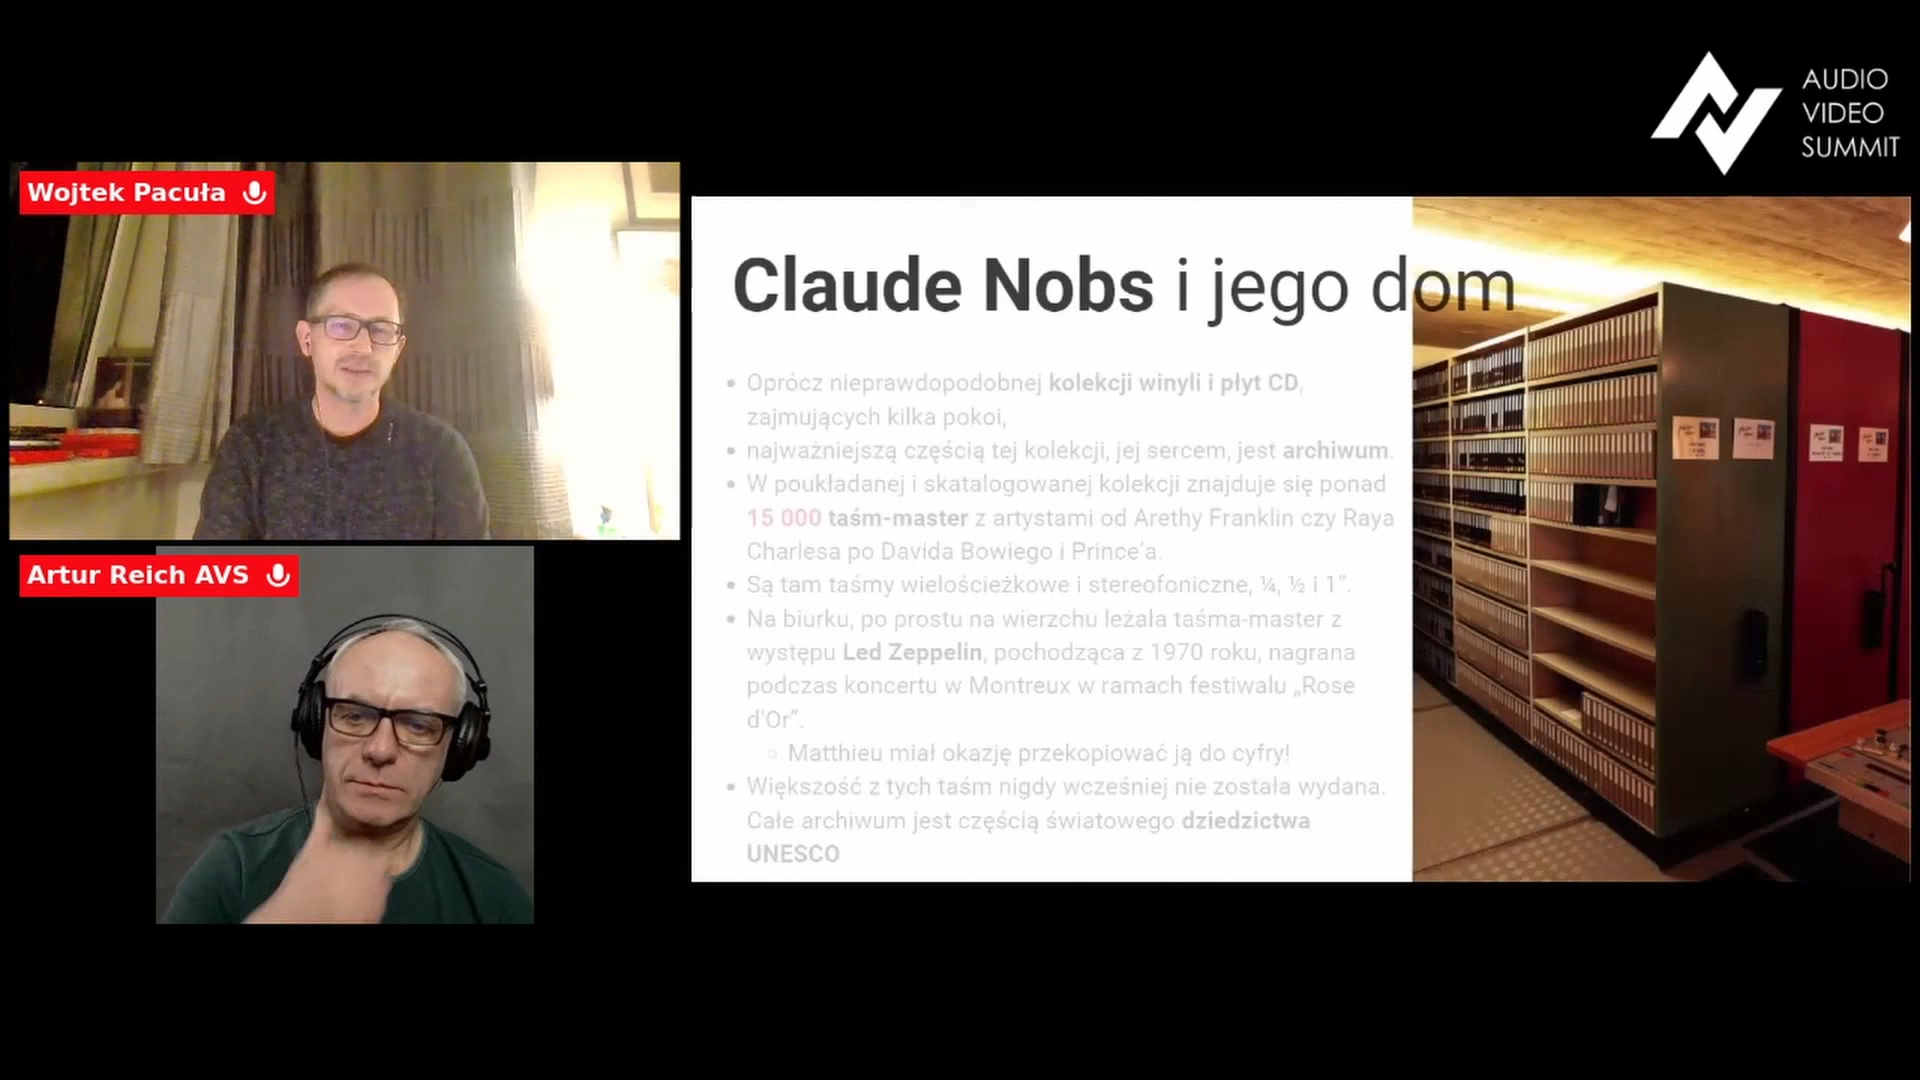 AUDIO
VIDEO
SUMMIT
Wojtek Pacuła
Artur Reich AVS
Claude Nobs i jego dom
• Oprócz nieprawdopodobnej kolekcji winyli i płyt CD,
zajmujących kilka pokoi,
• najważniejszą częścią tej kolekcji, jej sercem, jest archiwum.
• W poukładanej i skatalogowanej kolekcji znajduje się ponad
15 000 taśm-master z artystami od Arethy Franklin czy Raya
Charlesa po Davida Bowiego i Prince’a.
• Są tam taśmy wielościeżkowe i stereofoniczne, ¼, ½ i 1”.
• Na biurku, po prostu na wierzchu leżała taśma-master z
występu Led Zeppelin, pochodząca z 1970 roku, nagrana
podczas koncertu w Montreux w ramach festiwalu „Rose
d’Or”.
○ Matthieu miał okazję przekopiować ją do cyfry!
• Większość z tych taśm nigdy wcześniej nie została wydana.
Całe archiwum jest częścią światowego dziedzictwa
UNESCO